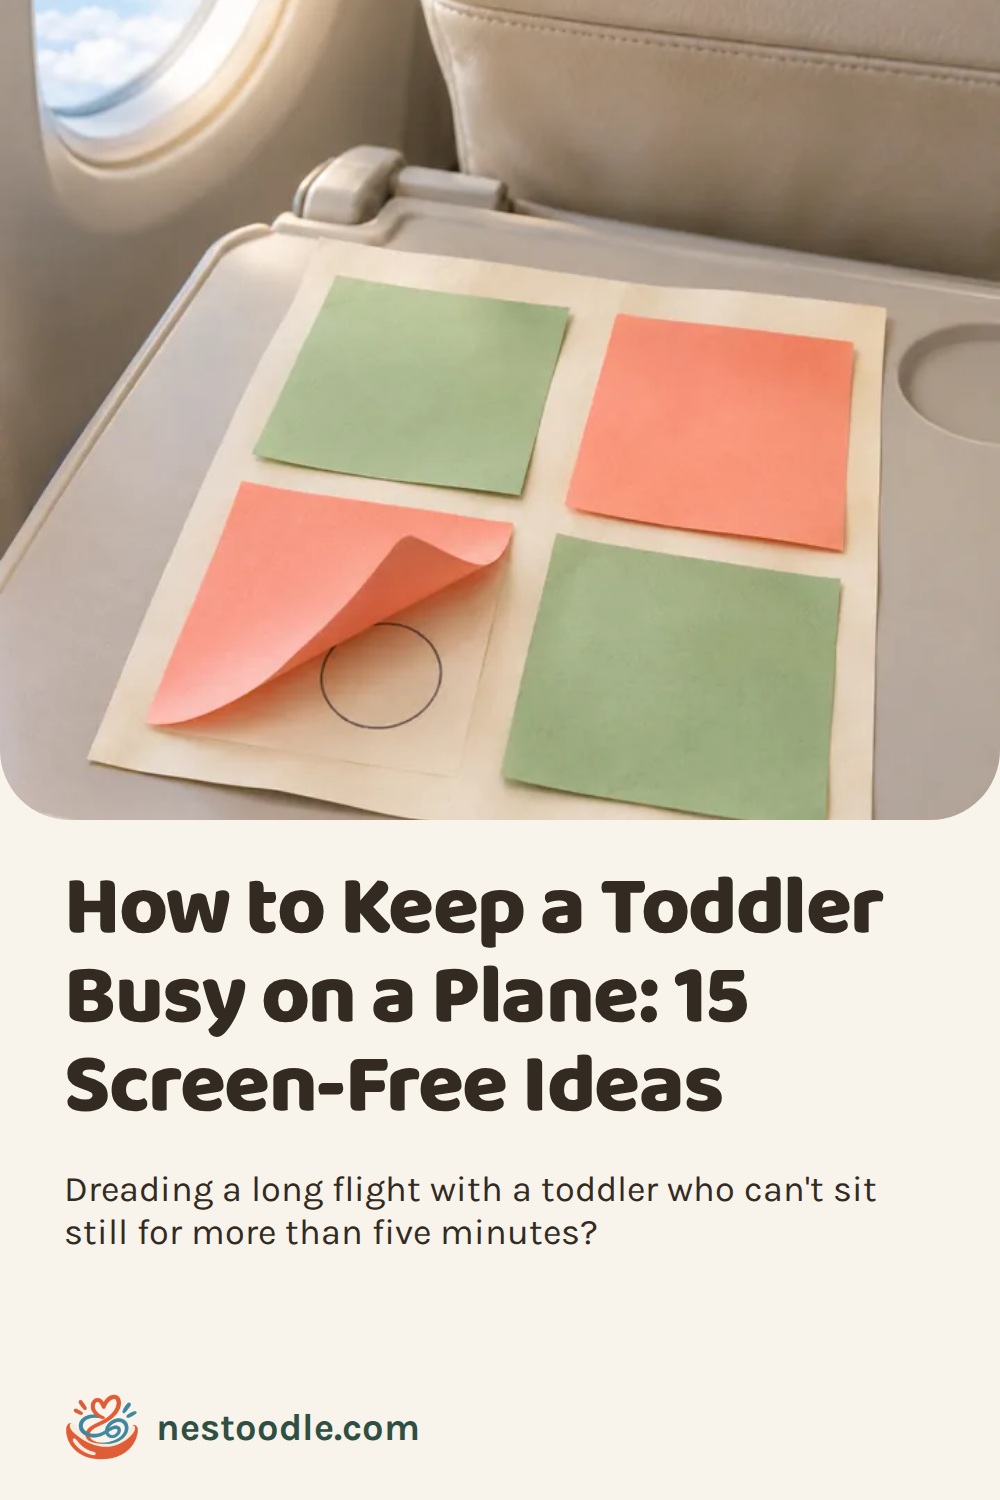 How to Keep a Toddler
Busy on a Plane: 15
Screen-Free Ideas
Dreading a long flight with a toddler who can't sit
still for more than five minutes?
nestoodle.com